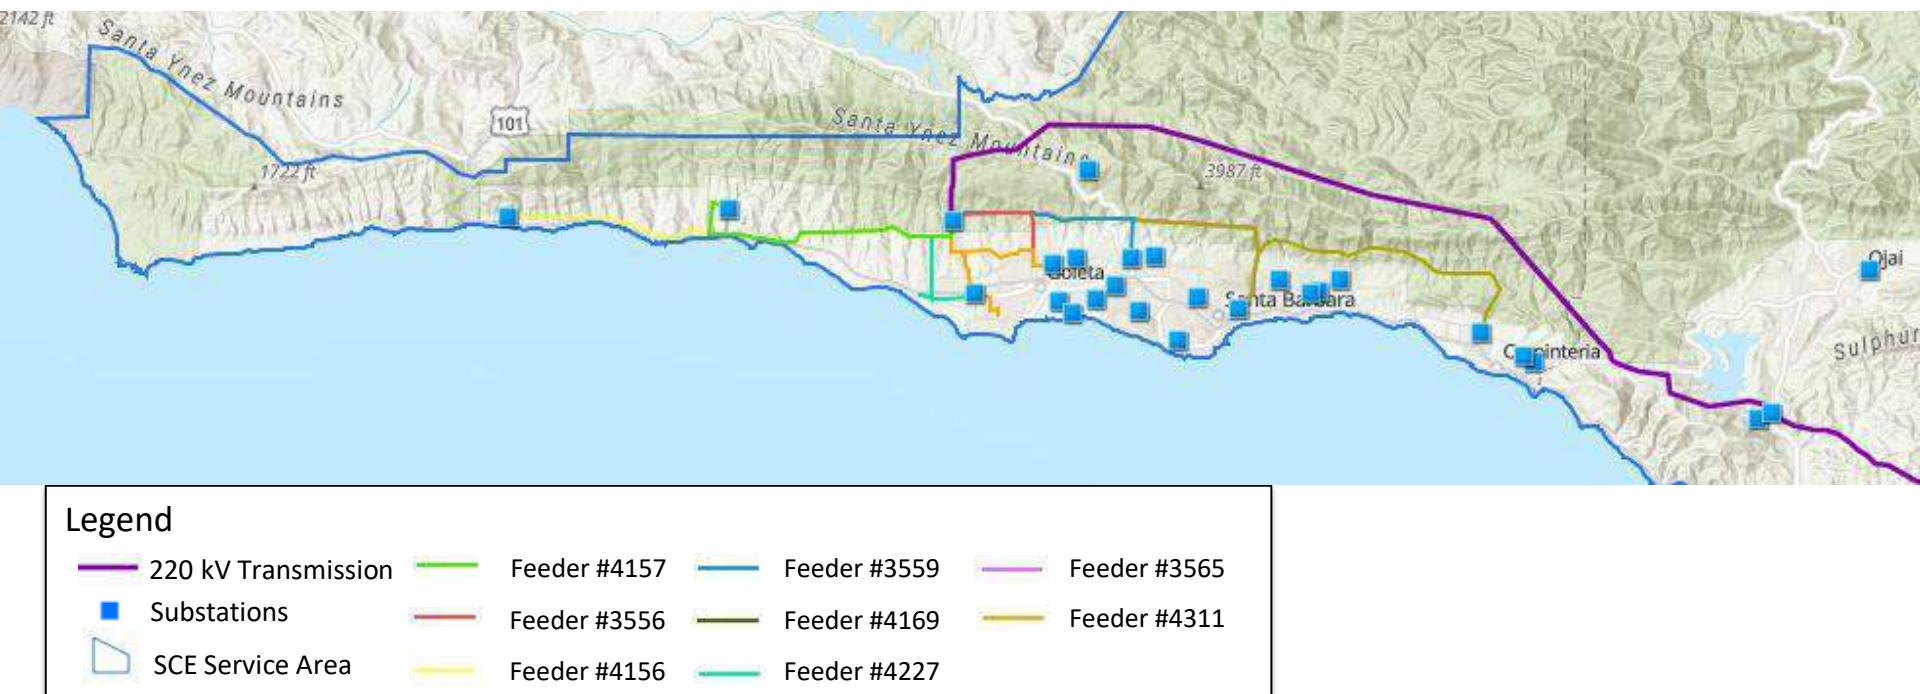 2142 ft
Santa Ynez Mountains
101
1722 ft
Santa Ynez Mountains
3987 ft
Goleta
Santa Barbara
Carpinteria
Ojai
Sulphur
Legend
220 kV Transmission
Feeder #4157
Feeder #3559
Feeder #3565
Substations
Feeder #3556
Feeder #4169
Feeder #4311
SCE Service Area
Feeder #4156
Feeder #4227